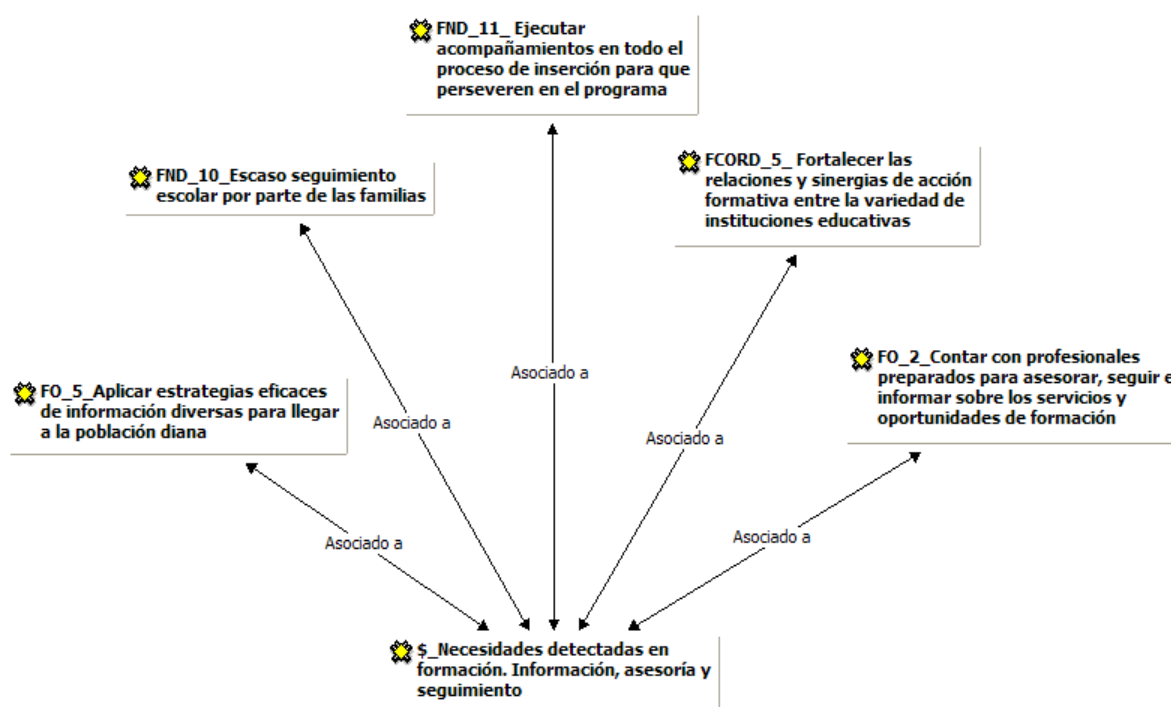 FND_11_ Ejecutar
acompañamientos en todo el
proceso de inserción para que
perseveren en el programa
FND_10_Escaso seguimiento
escolar por parte de las familias
FCORD_5_ Fortalecer las
relaciones y sinergias de acción
formativa entre la variedad de
instituciones educativas
FO_5_Aplicar estrategias eficaces
de información diversas para llegar
a la población diana
FO_2_Contar con profesionales
preparados para asesorar, seguir e
informar sobre los servicios y
oportunidades de formación
Asociado a
Asociado a
Asociado a
Asociado a
Asociado a
$_Necesidades detectadas en
formación. Información, asesoría y
seguimiento